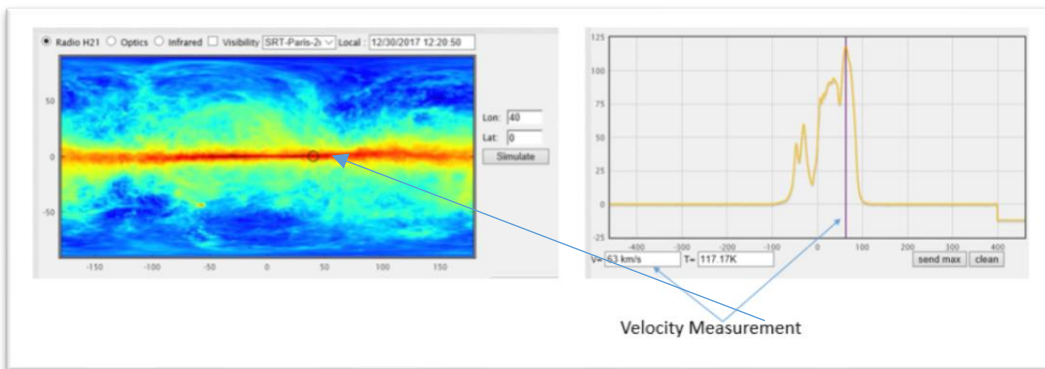 Radio H21 Optics Infrared Visibility SRT-Paris-2 Local : 12/30/2017 12:20:50
50
0
-50
-150 -100 -50 0 50 100 150
Lon: 40
Lat: 0
Simulate
125
100
75
50
25
0
-25
-400 -300 -200 -100 0 100 200 300 400
V= 63 km/s T= 117.17K send max clean
Velocity Measurement